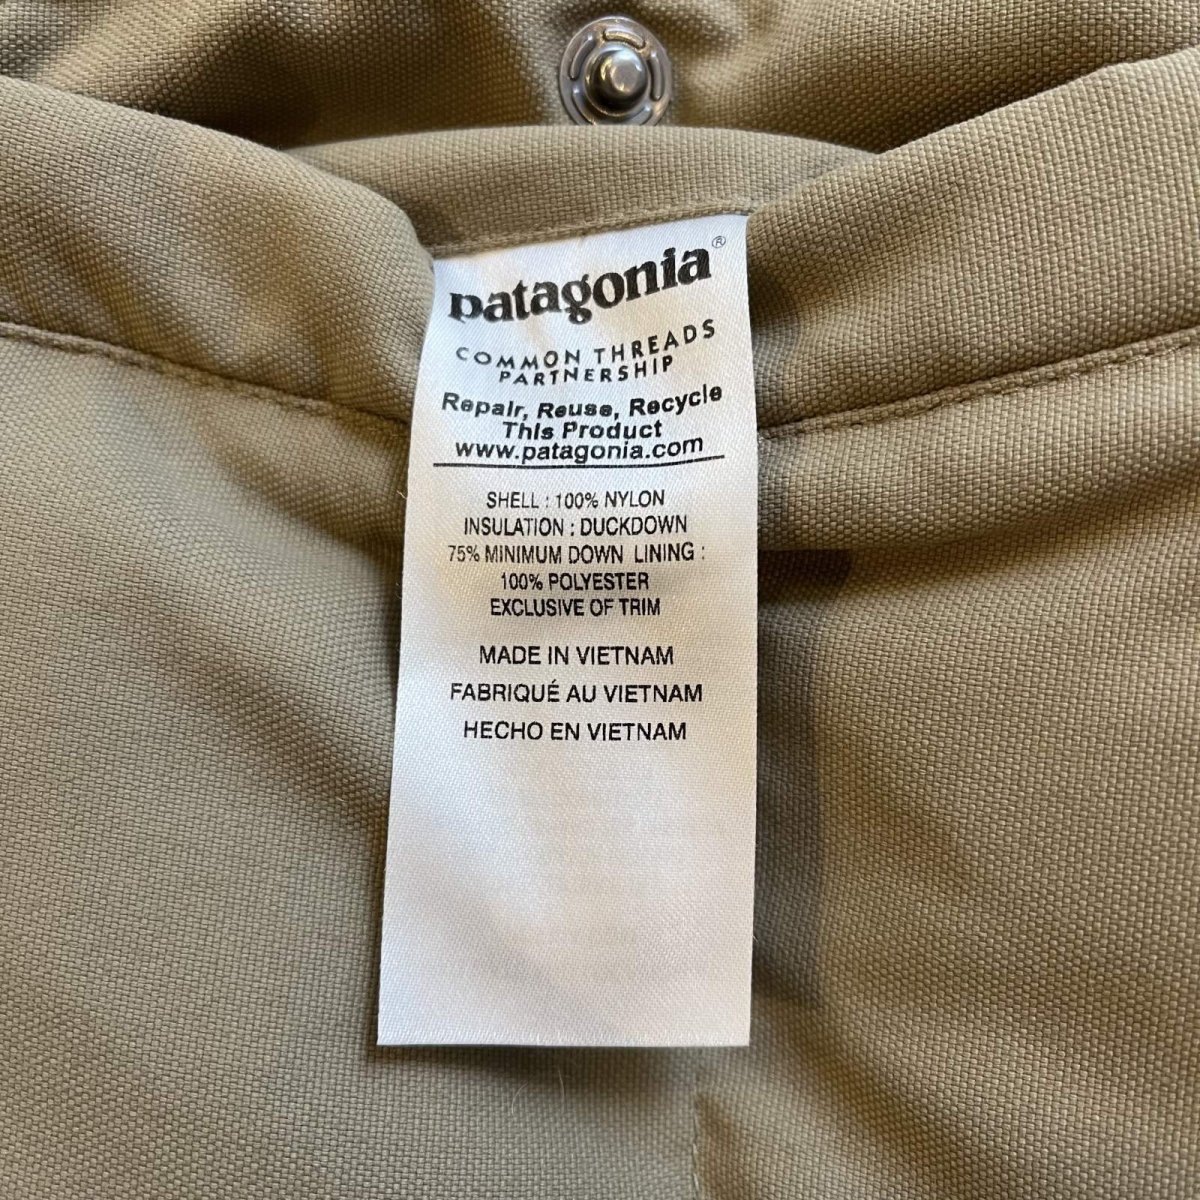 patagonia®
COMMON THREADS
PARTNERSHIP
Repair, Reuse, Recycle
This Product
www.patagonia.com
SHELL : 100% NYLON
INSULATION : DUCKDOWN
75% MINIMUM DOWN LINING :
100% POLYESTER
EXCLUSIVE OF TRIM
MADE IN VIETNAM
FABRIQUÉ AU VIETNAM
HECHO EN VIETNAM